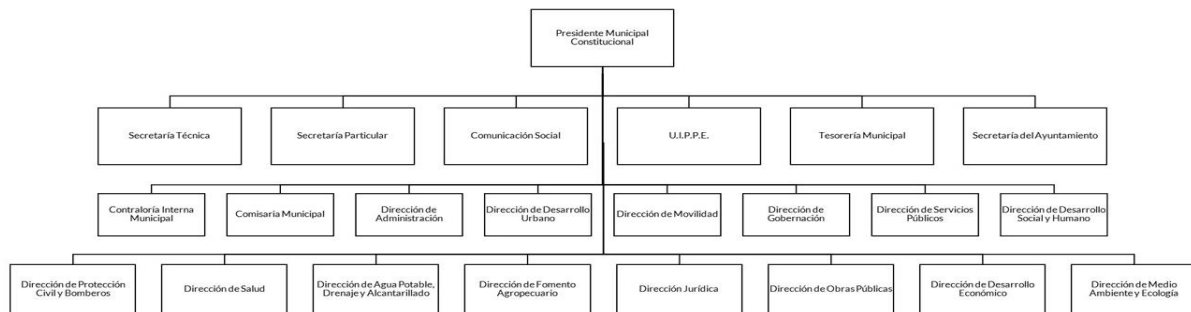 Presidente Municipal
Constitucional
Secretaría Técnica
Secretaría Particular
Comunicación Social
U.I.P.P.E.
Tesorería Municipal
Secretaría del Ayuntamiento
Contraloría Interna
Municipal
Comisaria Municipal
Dirección de
Administración
Dirección de Desarrollo
Urbano
Dirección de Movilidad
Dirección de
Gobernación
Dirección de Servicios
Públicos
Dirección de Desarrollo
Social y Humano
Dirección de Protección
Civil y Bomberos
Dirección de Salud
Dirección de Agua Potable,
Drenaje y Alcantarillado
Dirección de Fomento
Agropecuario
Dirección Jurídica
Dirección de Obras Públicas
Dirección de Desarrollo
Económico
Dirección de Medio
Ambiente y Ecología